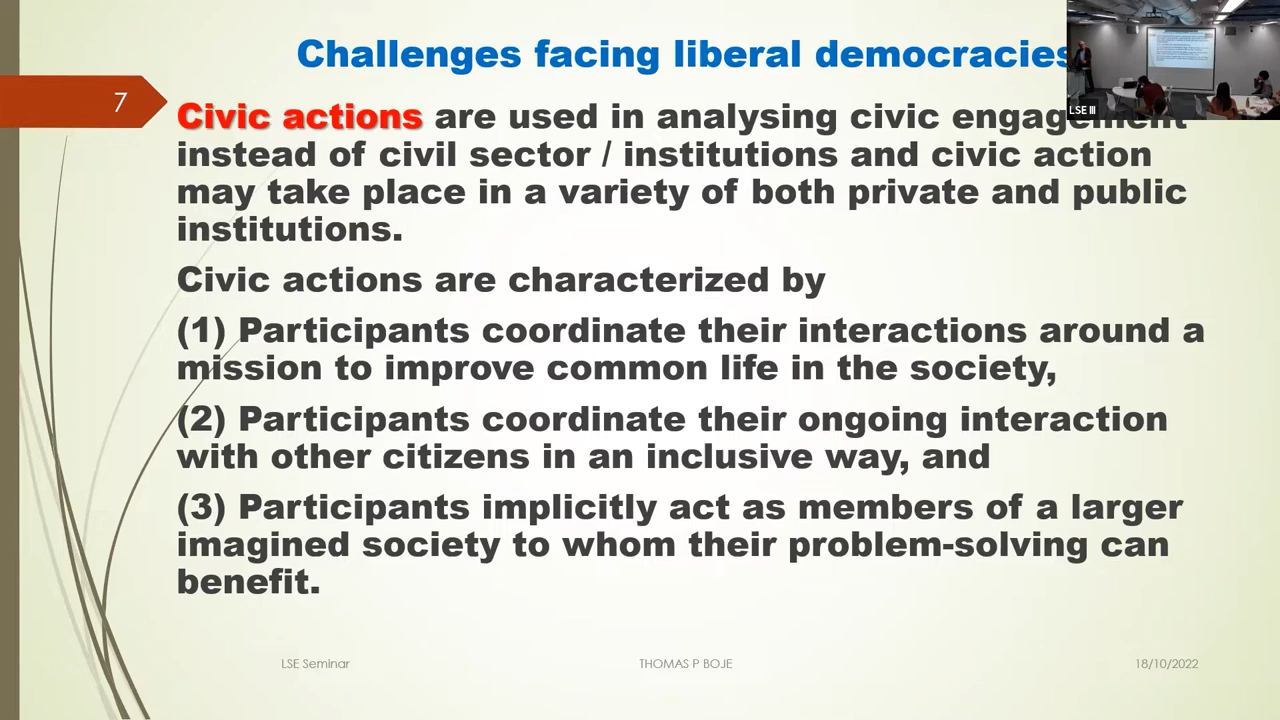 Challenges facing liberal democracies
7
Civic actions are used in analysing civic engagement
instead of civil sector / institutions and civic action
may take place in a variety of both private and public
institutions.
Civic actions are characterized by
(1) Participants coordinate their interactions around a
mission to improve common life in the society,
(2) Participants coordinate their ongoing interaction
with other citizens in an inclusive way, and
(3) Participants implicitly act as members of a larger
imagined society to whom their problem-solving can
benefit.
LSE Seminar
THOMAS P BOJE
18/10/2022
LSE III